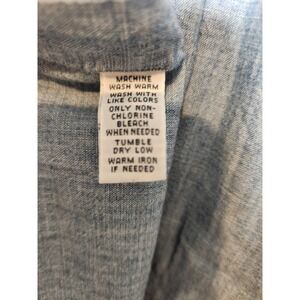 MACHINE
WASH WARM
WASH WITH
LIKE COLORS
ONLY NON-
CHLORINE
BLEACH
WHEN NEEDED
TUMBLE
DRY LOW
WARM IRON
IF NEEDED